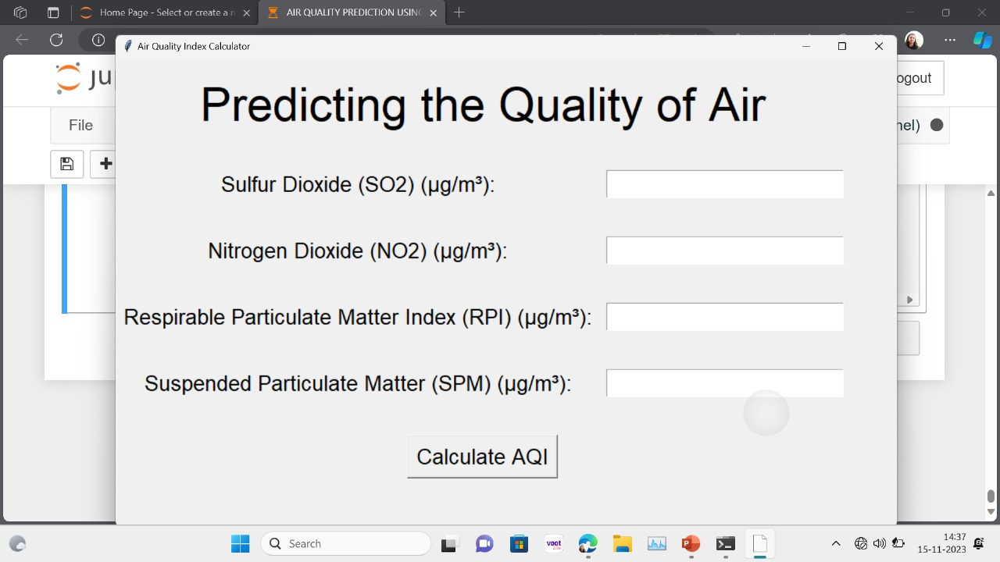 Home Page - Select or create a n
AIR QUALITY PREDICTION USING
Air Quality Index Calculator
ju
ogout
Predicting the Quality of Air
File
nel)
Sulfur Dioxide (SO2) (µg/m³):
Nitrogen Dioxide (NO2) (µg/m³):
Respirable Particulate Matter Index (RPI) (µg/m³):
Suspended Particulate Matter (SPM) (µg/m³):
Calculate AQI
Search
voot
14:37
15-11-2023